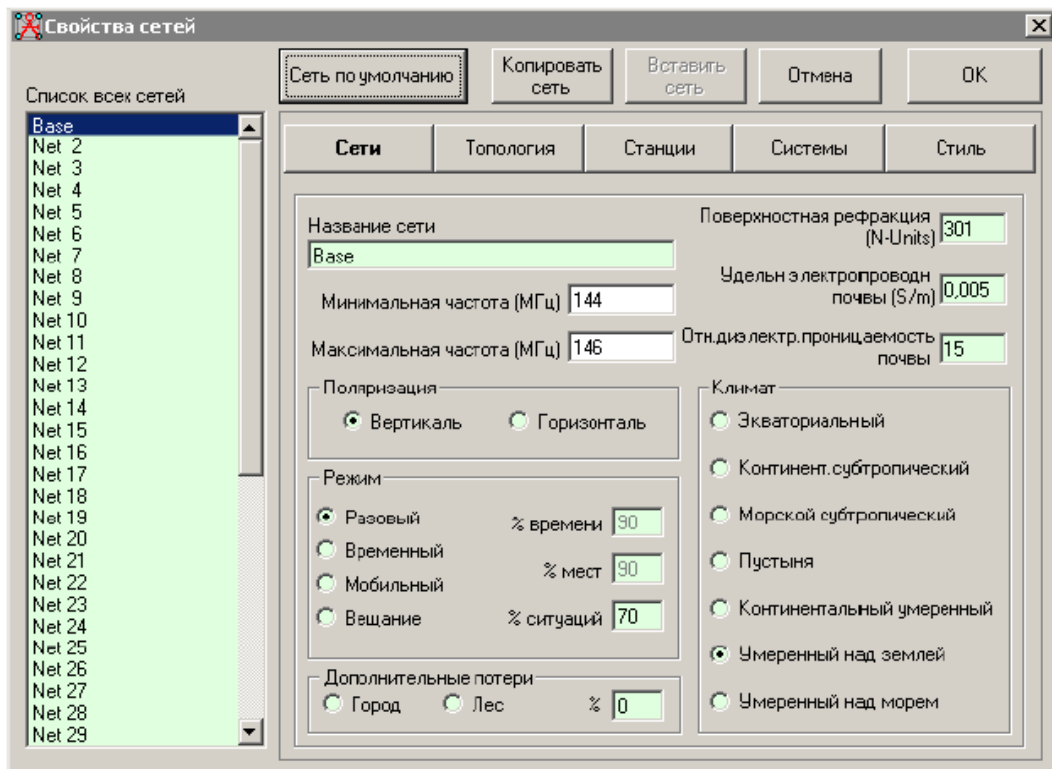 Свойства сетей
Сеть по умолчанию
Копировать
сеть
Вставить
сеть
Отмена
OK
Список всех сетей
Base
Net 2
Net 3
Net 4
Net 5
Net 6
Net 7
Net 8
Net 9
Net 10
Net 11
Net 12
Net 13
Net 14
Net 15
Net 16
Net 17
Net 18
Net 19
Net 20
Net 21
Net 22
Net 23
Net 24
Net 25
Net 26
Net 27
Net 28
Net 29
Сети
Топология
Станции
Системы
Стиль
Название сети
Base
Минимальная частота (МГц) 144
Максимальная частота (МГц) 146
Поверхностная рефракция
(N-Units) 301
Удельн электропроводн
почвы (S/m) 0,005
Отн.диэлектр.проницаемость
почвы 15
Поляризация
Вертикаль
Горизонталь
Режим
Разовый
Временный
Мобильный
Вещание
% времени 90
% мест 90
% ситуаций 70
Дополнительные потери
Город
Лес
% 0
Климат
Экваториальный
Континент.субтропический
Морской субтропический
Пустыня
Континентальный умеренный
Умеренный над землей
Умеренный над морем